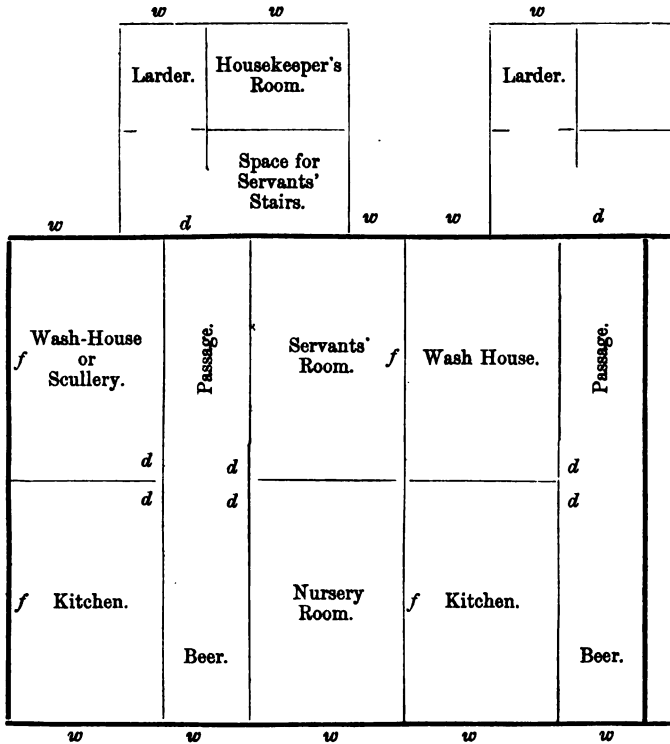 w w w
Larder. Housekeeper's Room. Larder.
Space for Servants' Stairs.
w d w w d
f Wash-House or Scullery. Passage. Servants' Room. f Wash House. Passage.
d d d
d d d
f Kitchen. Nursery Room. f Kitchen.
Beer. Beer.
w w w w w